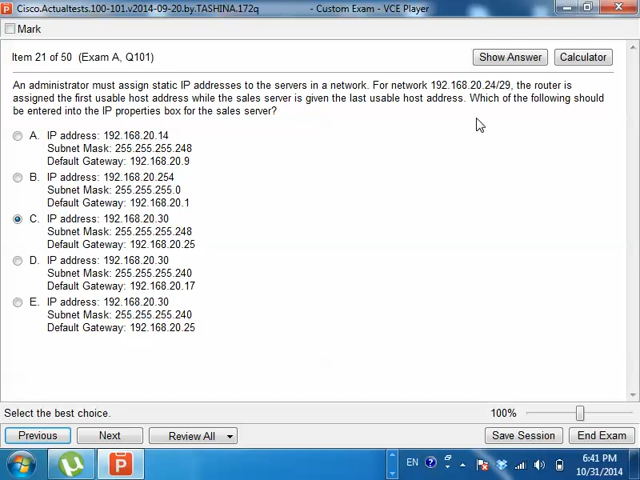 Cisco.Actualtests.100-101.v2014-09-20.by.TASHINA.172q - Custom Exam - VCE Player
Mark
Item 21 of 50 (Exam A, Q101)
Show Answer
Calculator
An administrator must assign static IP addresses to the servers in a network. For network 192.168.20.24/29, the router is
assigned the first usable host address while the sales server is given the last usable host address. Which of the following should
be entered into the IP properties box for the sales server?
A. IP address: 192.168.20.14
Subnet Mask: 255.255.255.248
Default Gateway: 192.168.20.9
B. IP address: 192.168.20.254
Subnet Mask: 255.255.255.0
Default Gateway: 192.168.20.1
C. IP address: 192.168.20.30
Subnet Mask: 255.255.255.248
Default Gateway: 192.168.20.25
D. IP address: 192.168.20.30
Subnet Mask: 255.255.255.240
Default Gateway: 192.168.20.17
E. IP address: 192.168.20.30
Subnet Mask: 255.255.255.240
Default Gateway: 192.168.20.25
Select the best choice.
100%
Previous
Next
Review All
Save Session
End Exam
EN
6:41 PM
10/31/2014